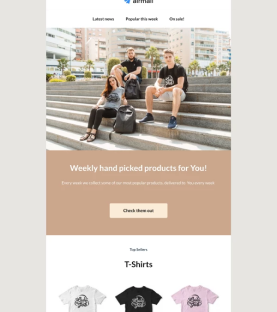 airmail
Latest news Popular this week On sale!
Weekly hand picked products for You!
Check them out
Top Sellers
T-Shirts